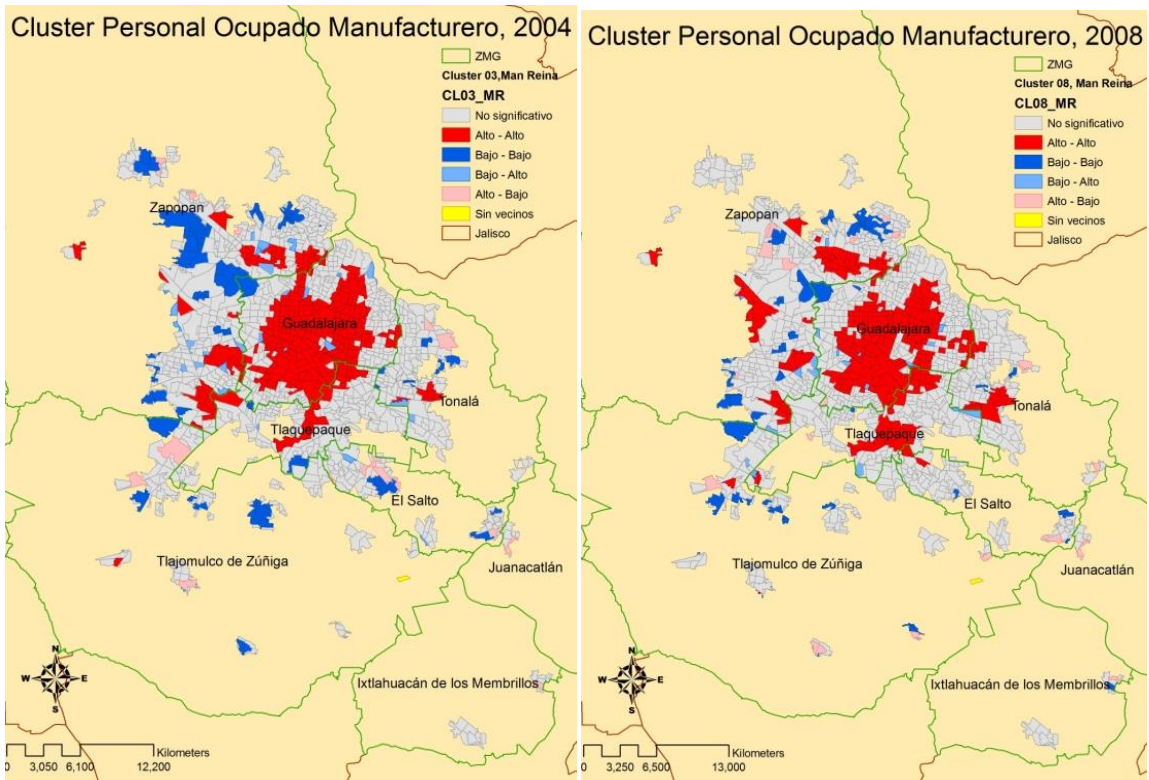 Cluster Personal Ocupado Manufacturero, 2004
ZMG
Cluster 03,Man Reina
CL03_MR
No significativo
Alto - Alto
Bajo - Bajo
Bajo - Alto
Alto - Bajo
Sin vecinos
Jalisco
Zapopan
Guadalajara
Tonalá
Tlaquepaque
El Salto
Tlajomulco de Zúñiga
Juanacatlán
Ixtlahuacán de los Membrillos
N
W E
S
Kilometers
0 3,050 6,100 12,200
Cluster Personal Ocupado Manufacturero, 2008
ZMG
Cluster 08, Man Reina
CL08_MR
No significativo
Alto - Alto
Bajo - Bajo
Bajo - Alto
Alto - Bajo
Sin vecinos
Jalisco
Zapopan
Guadalajara
Tonalá
Tlaquepaque
El Salto
Tlajomulco de Zúñiga
Juanacatlán
Ixtlahuacán de los Membrillos
N
W E
S
Kilometers
0 3,250 6,500 13,000